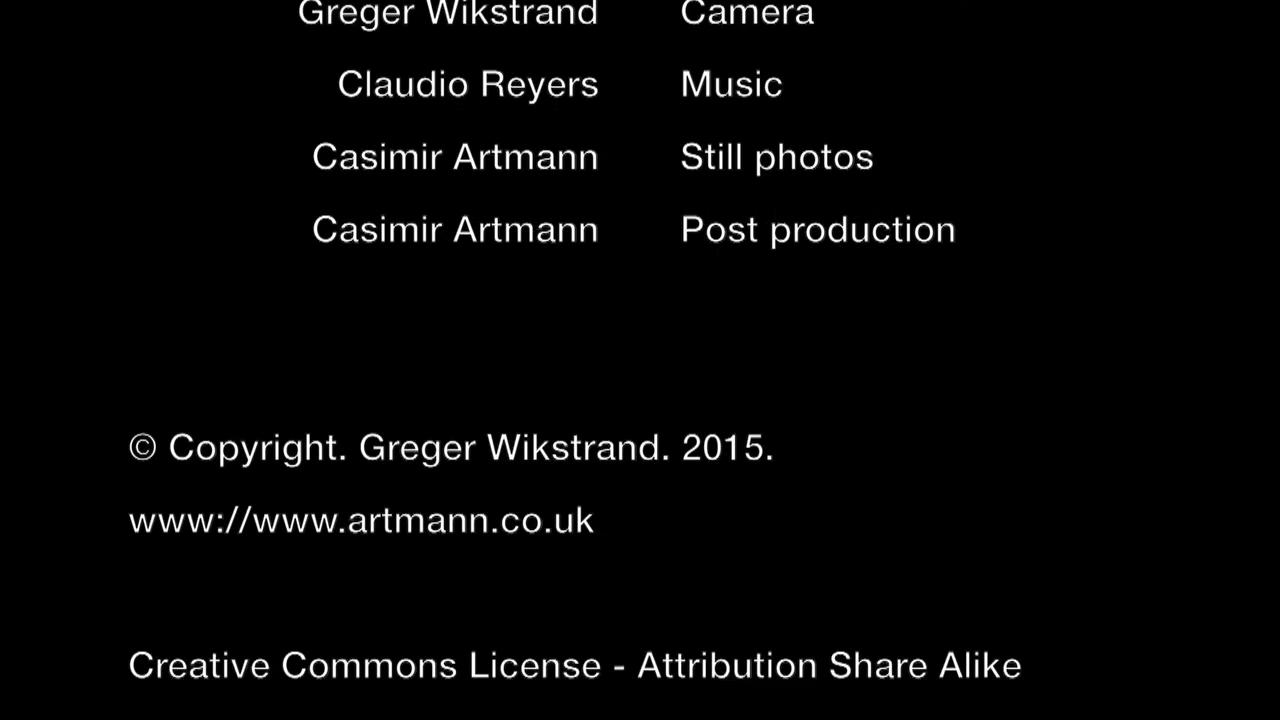 Greger Wikstrand Camera
Claudio Reyers Music
Casimir Artmann Still photos
Casimir Artmann Post production
© Copyright. Greger Wikstrand. 2015.
www://www.artmann.co.uk
Creative Commons License - Attribution Share Alike